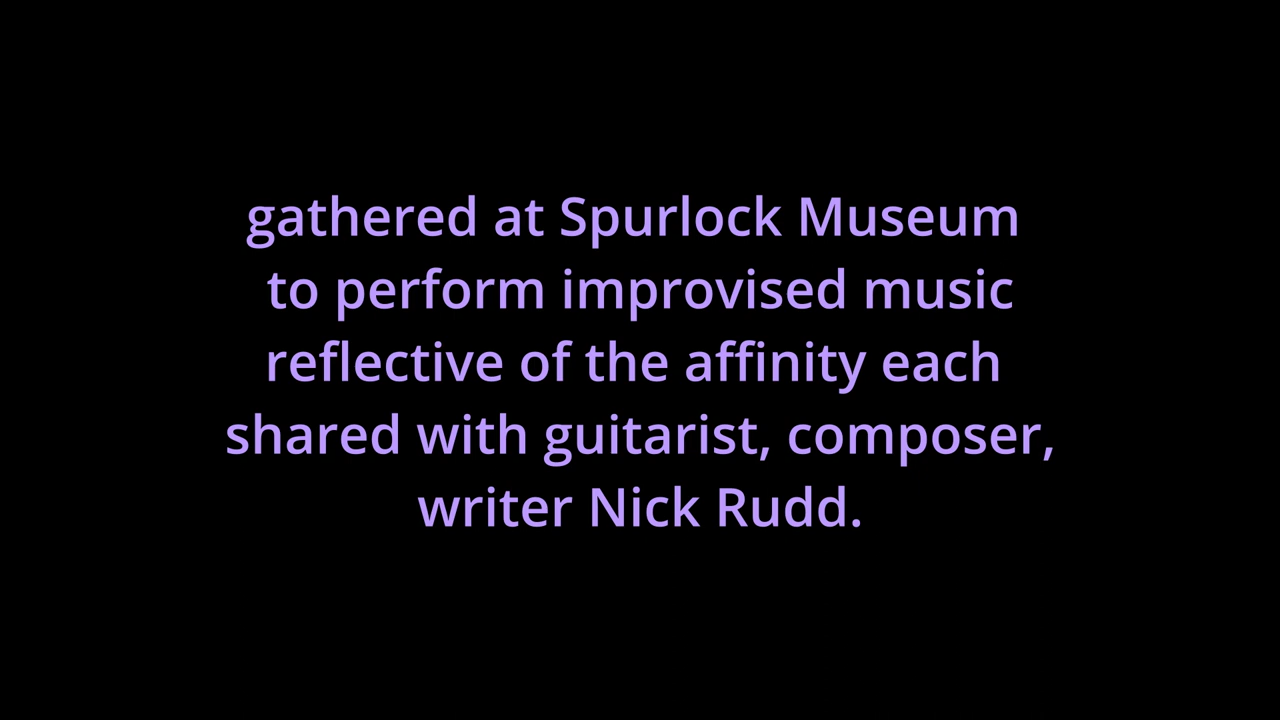 gathered at Spurlock Museum
to perform improvised music
reflective of the affinity each
shared with guitarist, composer,
writer Nick Rudd.